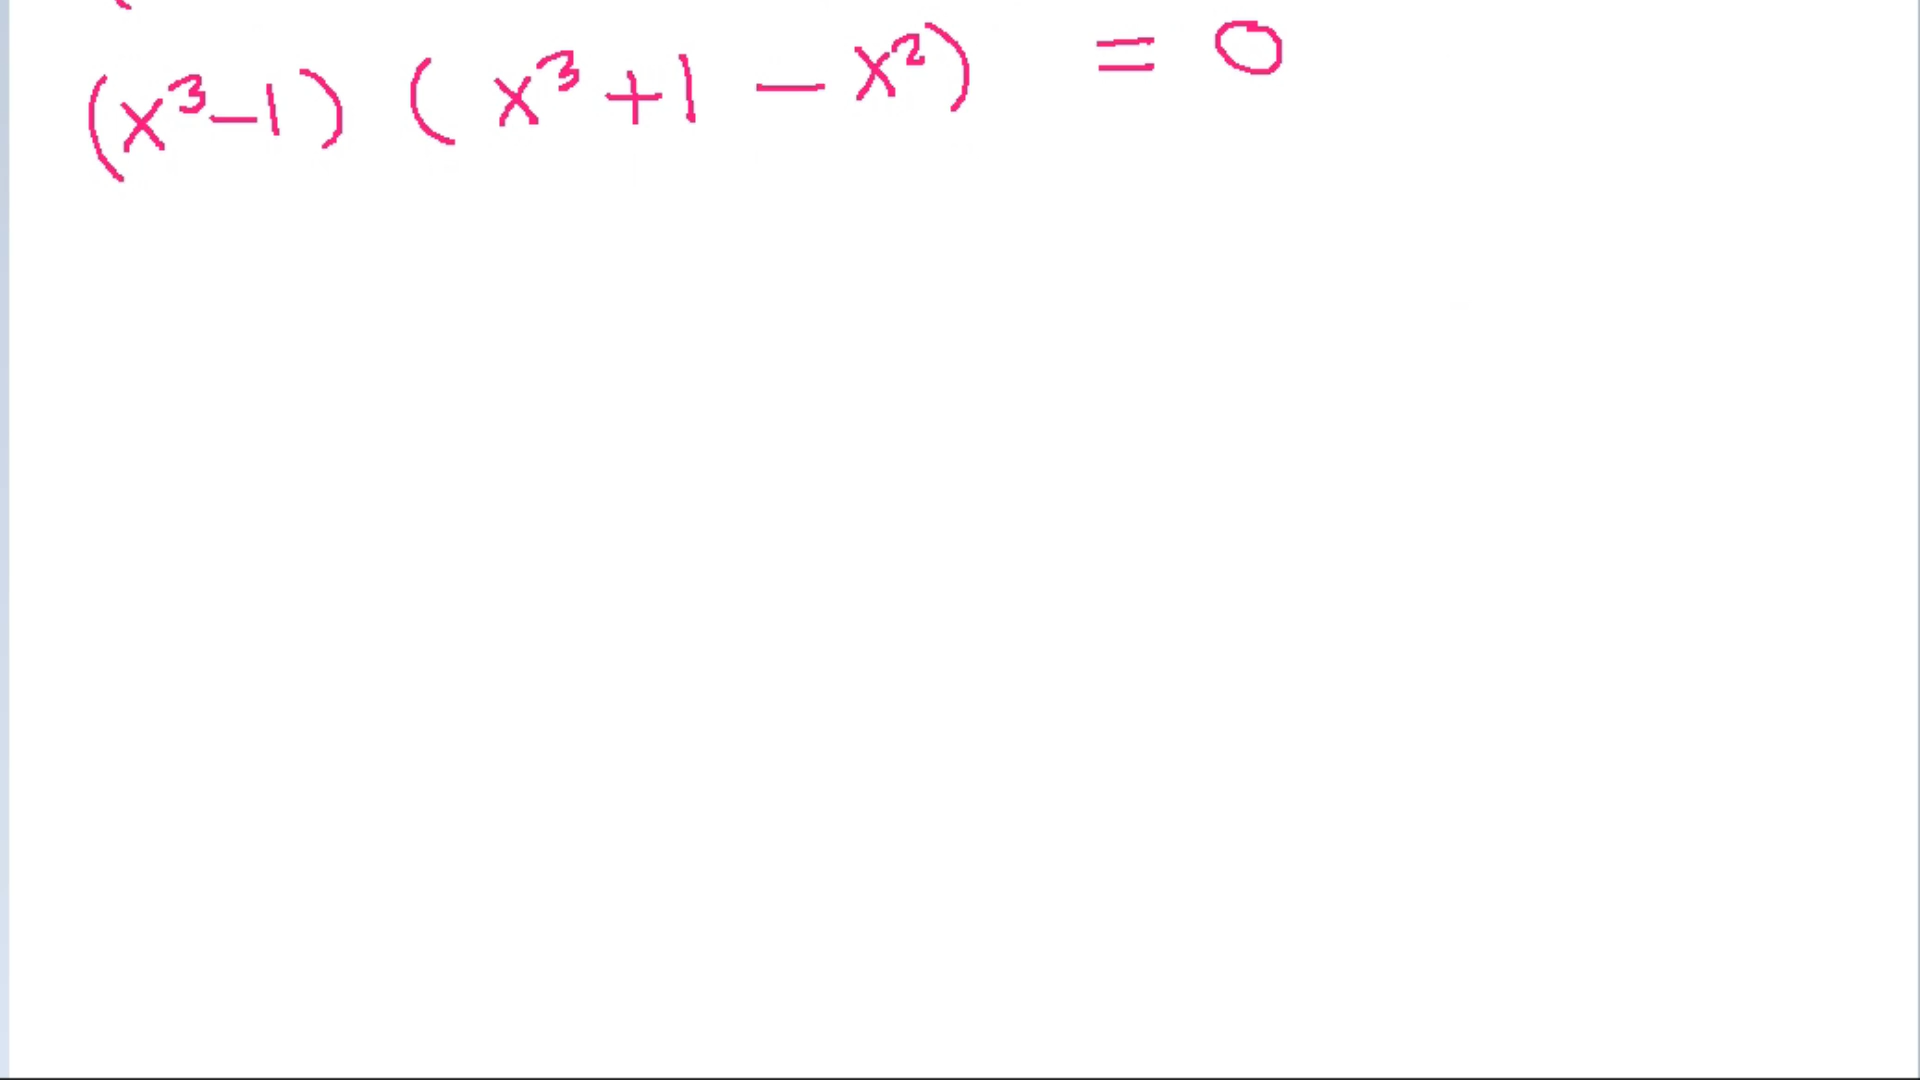 (x³-1) (x³+1 - x²) = 0